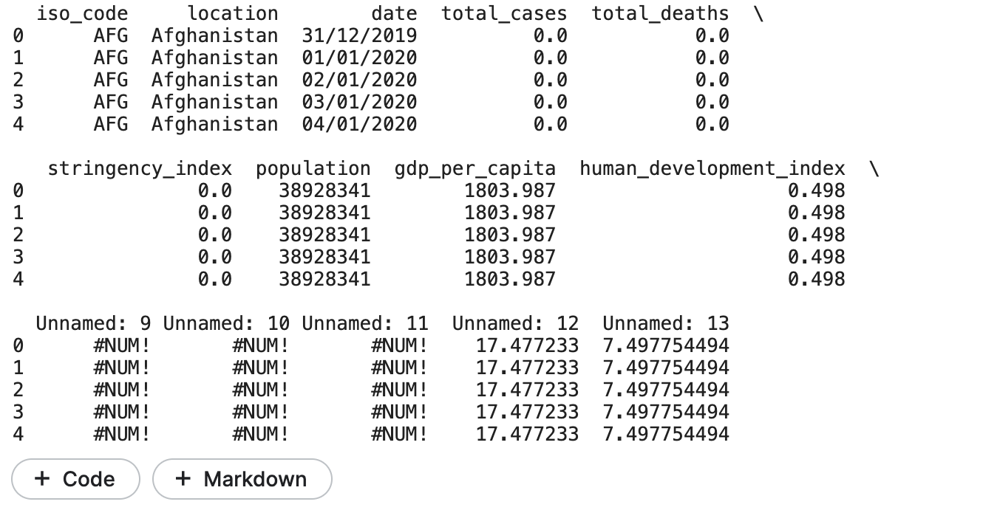 iso_code     location        date  total_cases  total_deaths  \
0      AFG  Afghanistan  31/12/2019          0.0           0.0
1      AFG  Afghanistan  01/01/2020          0.0           0.0
2      AFG  Afghanistan  02/01/2020          0.0           0.0
3      AFG  Afghanistan  03/01/2020          0.0           0.0
4      AFG  Afghanistan  04/01/2020          0.0           0.0
   stringency_index  population  gdp_per_capita  human_development_index  \
0               0.0    38928341        1803.987                    0.498
1               0.0    38928341        1803.987                    0.498
2               0.0    38928341        1803.987                    0.498
3               0.0    38928341        1803.987                    0.498
4               0.0    38928341        1803.987                    0.498
  Unnamed: 9 Unnamed: 10 Unnamed: 11  Unnamed: 12  Unnamed: 13
0      #NUM!       #NUM!       #NUM!    17.477233  7.497754494
1      #NUM!       #NUM!       #NUM!    17.477233  7.497754494
2      #NUM!       #NUM!       #NUM!    17.477233  7.497754494
3      #NUM!       #NUM!       #NUM!    17.477233  7.497754494
4      #NUM!       #NUM!       #NUM!    17.477233  7.497754494
+ Code + Markdown